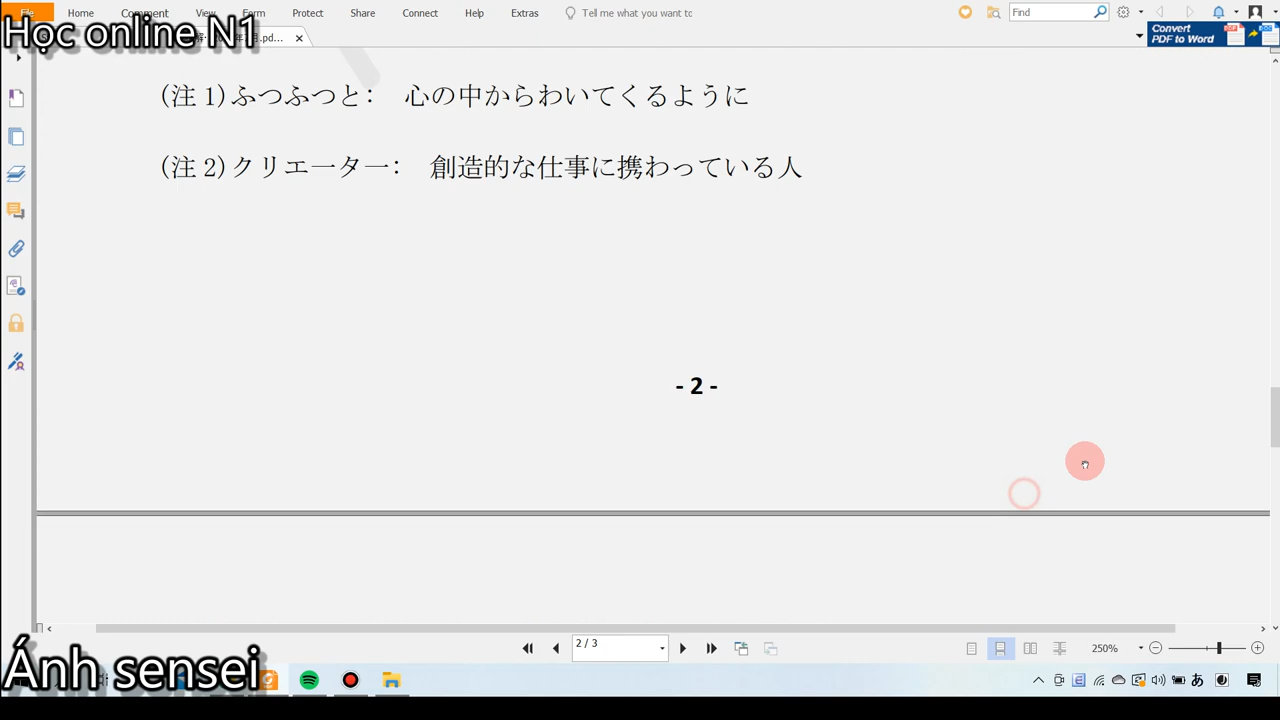 File Home Comment View Form Protect Share Connect Help Extras Tell me what you want tc Find
Học online N1
Convert
PDF to Word
(注 1)ふつふつと： 心の中からわいてくるように
(注 2)クリエーター： 創造的な仕事に携わっている人
- 2 -
2 / 3
250%
Ánh sensei
あ